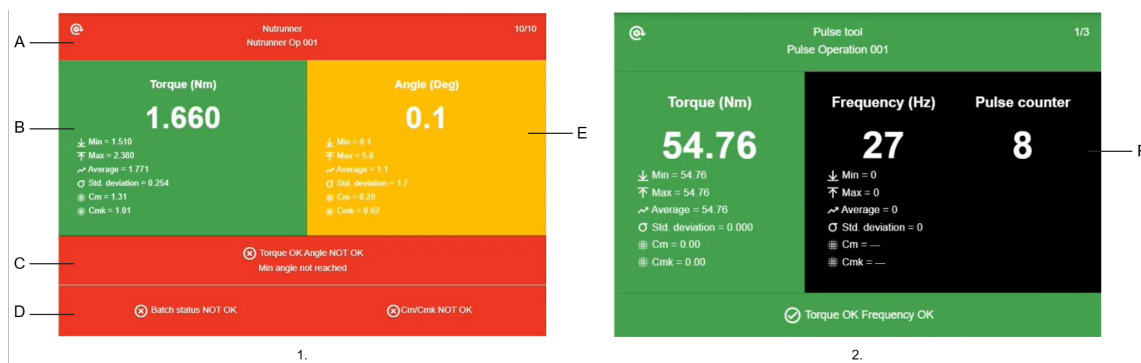 Nutrunner
10/10
Nutrunner Op 001
A
Torque (Nm)
1.660
Min = 1.510
Max = 2.380
Average = 1.771
Std. deviation = 0.254
Cm = 1.31
Cmk = 1.01
B
Angle (Deg)
0.1
Min = 0.1
Max = 5.8
Average = 1.1
Std. deviation = 1.7
Cm = 0.20
Cmk = 0.02
E
Torque OK Angle NOT OK
Min angle not reached
C
Batch status NOT OK
Cm/Cmk NOT OK
D
1.
Pulse tool
1/3
Pulse Operation 001
Torque (Nm)
54.76
Min = 54.76
Max = 54.76
Average = 54.76
Std. deviation = 0.000
Cm = 0.00
Cmk = 0.00
Frequency (Hz)
27
Min = 0
Max = 0
Average = 0
Std. deviation = 0
Cm = ---
Cmk = ---
Pulse counter
8
F
Torque OK Frequency OK
2.